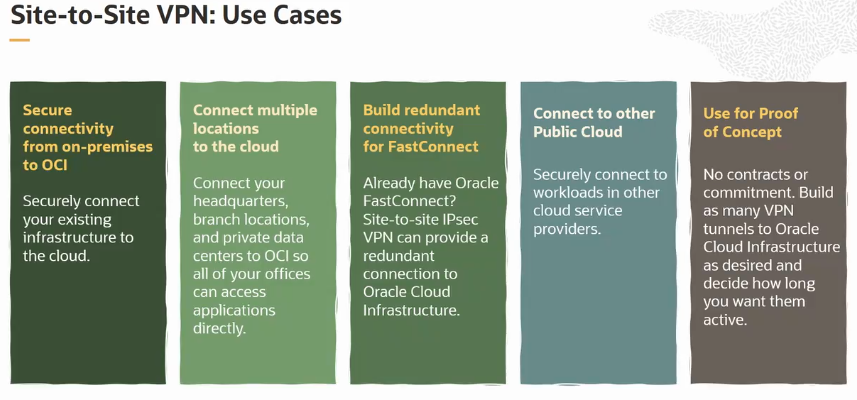 Site-to-Site VPN: Use Cases
Secure
connectivity
from on-premises
to OCI
Securely connect
your existing
infrastructure to
the cloud.
Connect multiple
locations
to the cloud
Connect your
headquarters,
branch locations,
and private data
centers to OCI so
all of your offices
can access
applications
directly.
Build redundant
connectivity
for FastConnect
Already have Oracle
FastConnect?
Site-to-site IPsec
VPN can provide a
redundant
connection to
Oracle Cloud
Infrastructure.
Connect to other
Public Cloud
Securely connect to
workloads in other
cloud service
providers.
Use for Proof
of Concept
No contracts or
commitment. Build
as many VPN
tunnels to Oracle
Cloud Infrastructure
as desired and
decide how long
you want them
active.